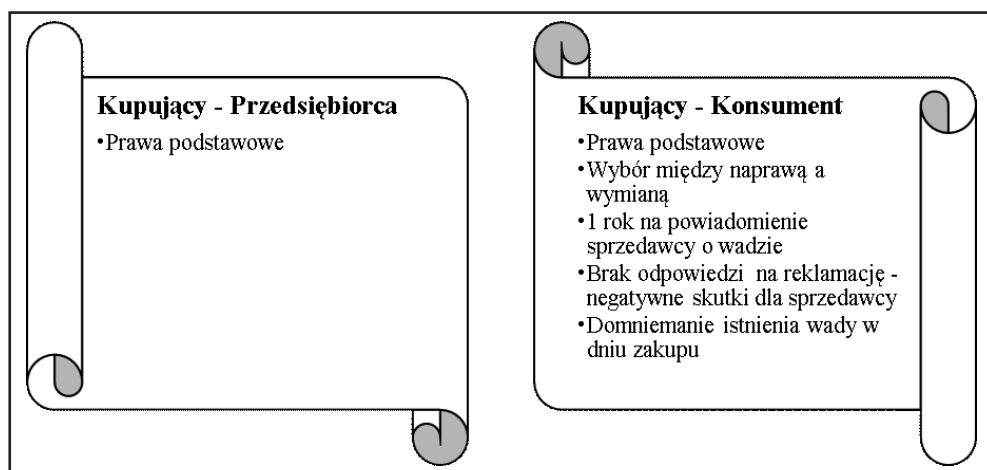 Kupujący - Przedsiębiorca
•Prawa podstawowe
Kupujący - Konsument
•Prawa podstawowe
•Wybór między naprawą a
wymianą
•1 rok na powiadomienie
sprzedawcy o wadzie
•Brak odpowiedzi na reklamację -
negatywne skutki dla sprzedawcy
•Domniemanie istnienia wady w
dniu zakupu